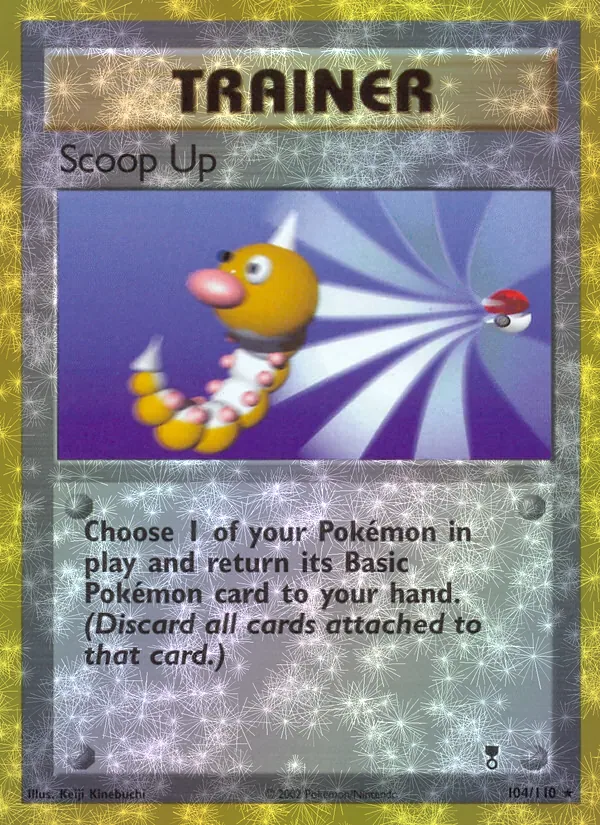 TRAINER
Scoop Up
Choose 1 of your Pokémon in
play and return its Basic
Pokémon card to your hand.
(Discard all cards attached to
that card.)
Illus. Keiji Kinebuchi
© 2002 Pokémon/Nintendo
104/110 ★